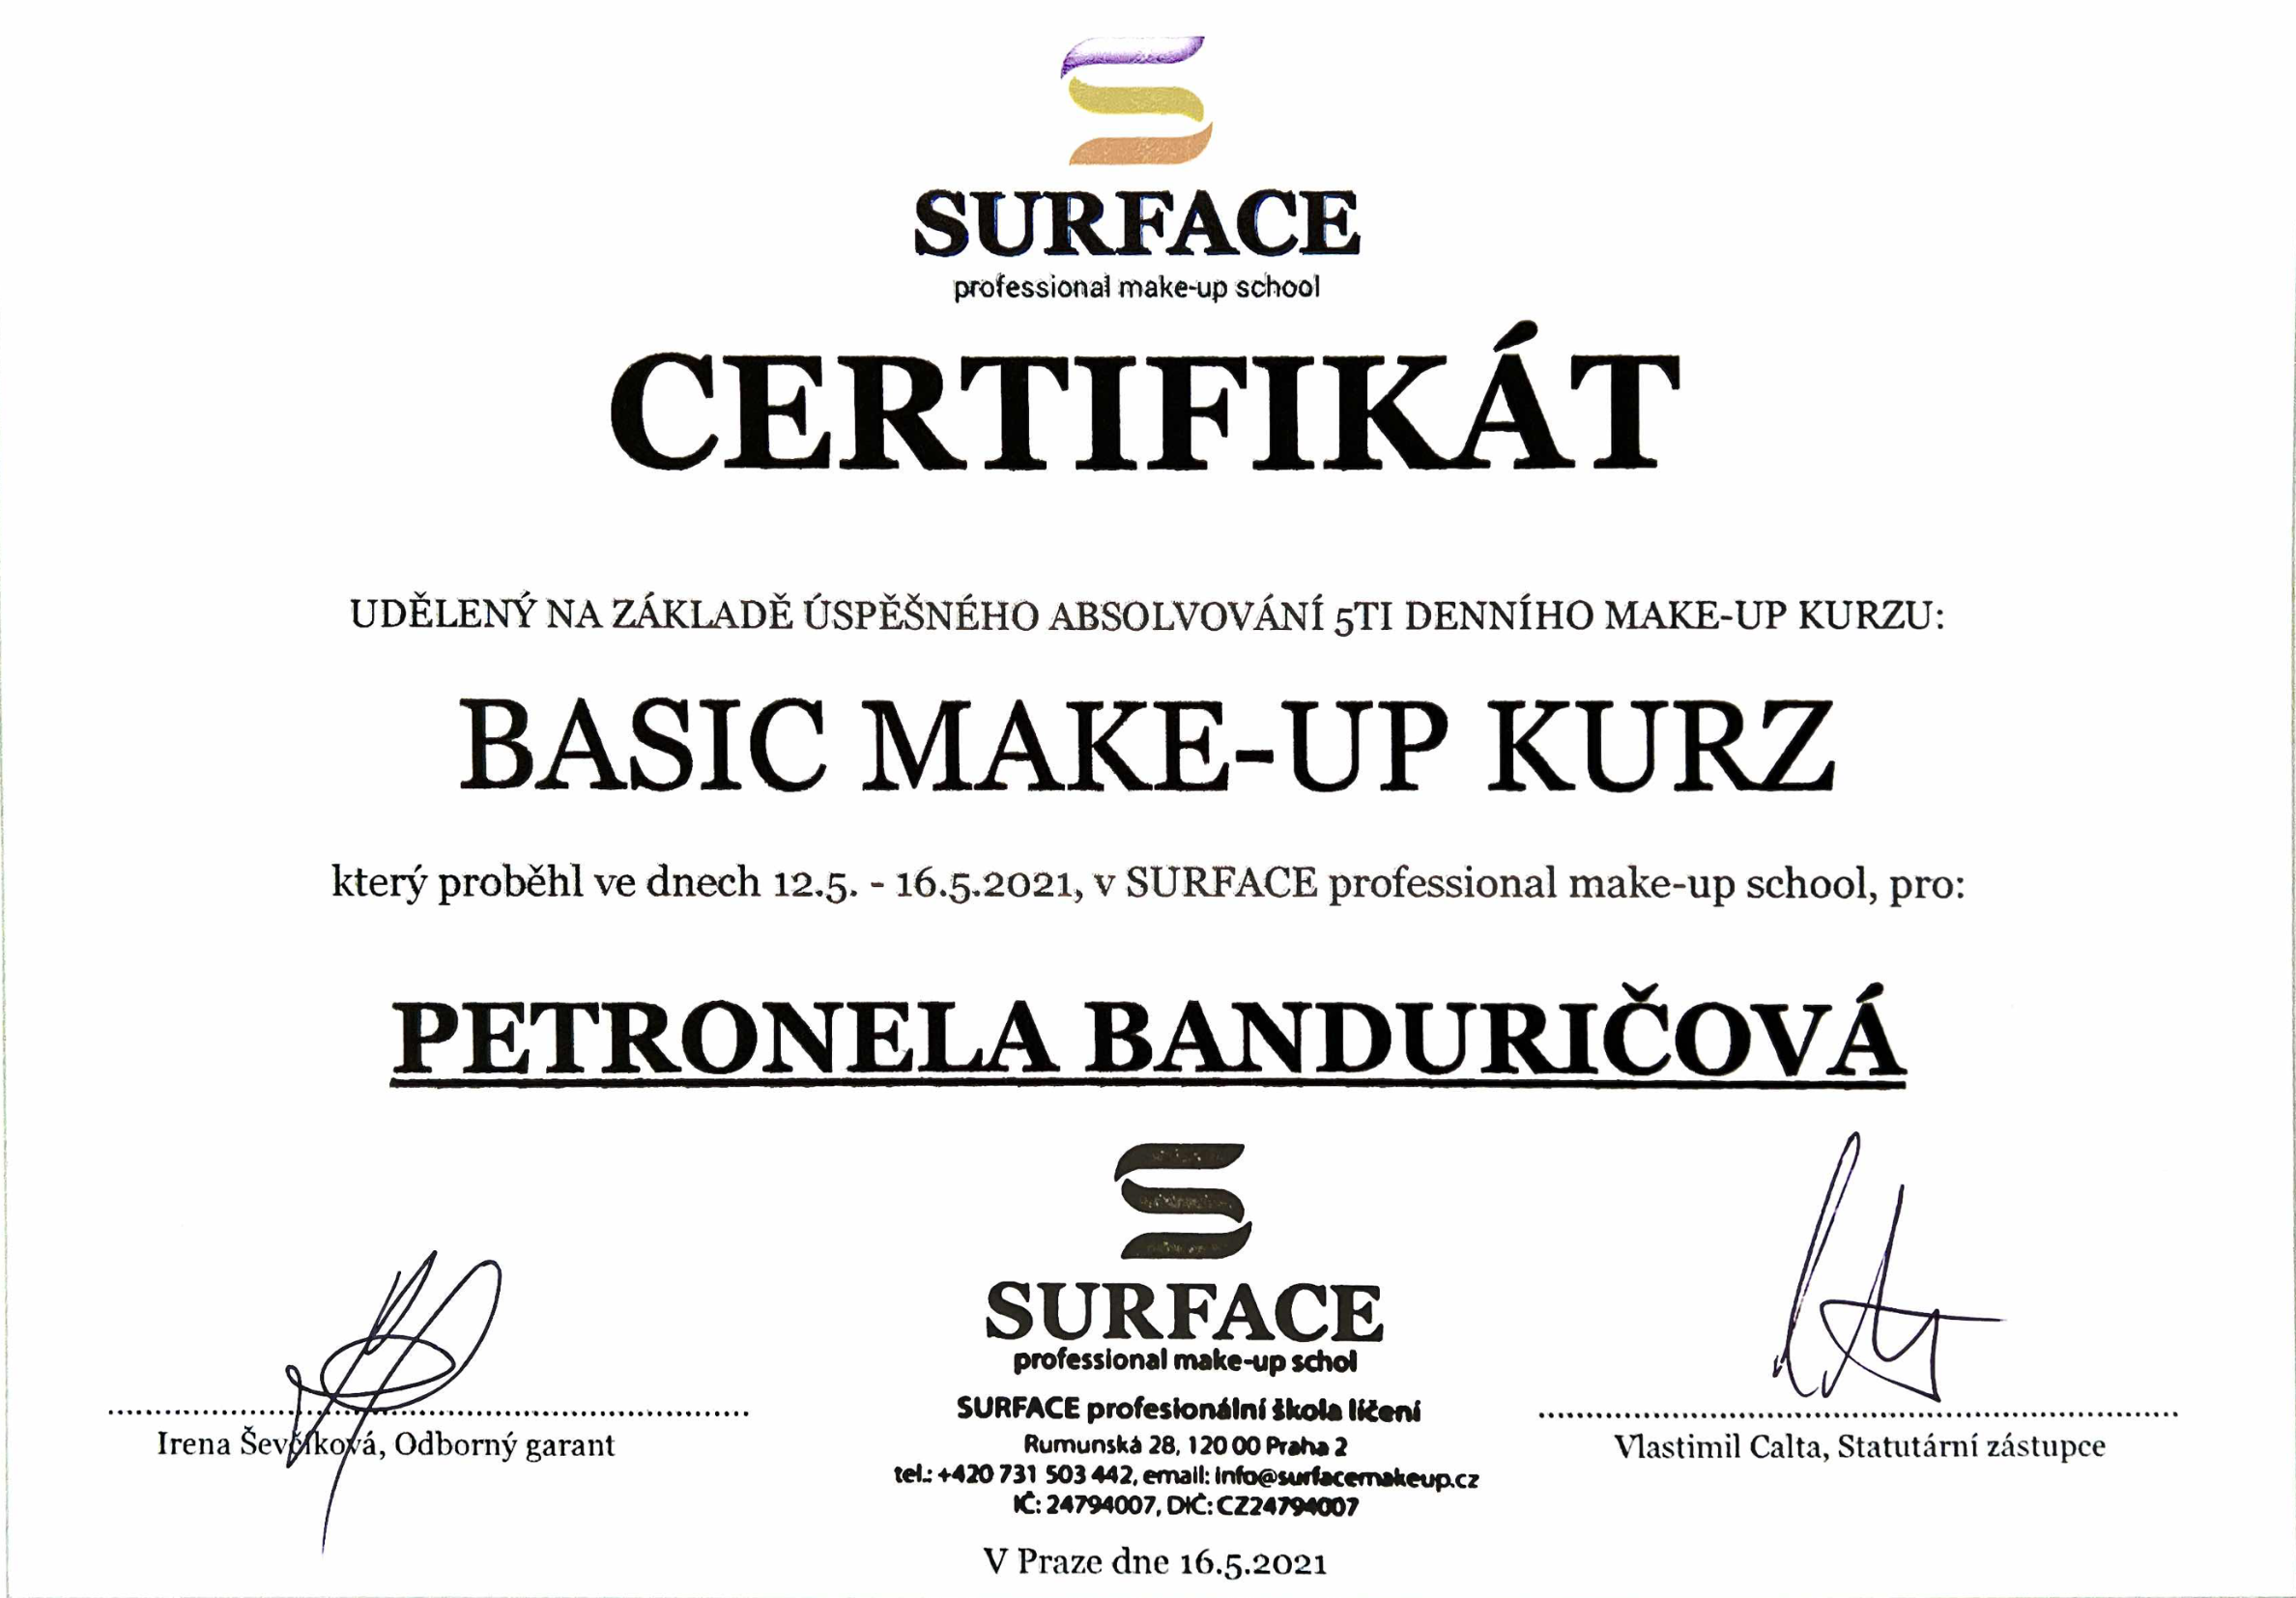 SURFACE
professional make-up school
CERTIFIKÁT
UDĚLENÝ NA ZÁKLADĚ ÚSPĚŠNÉHO ABSOLVOVÁNÍ 5TI DENNÍHO MAKE-UP KURZU:
BASIC MAKE-UP KURZ
který proběhl ve dnech 12.5. - 16.5.2021, v SURFACE professional make-up school, pro:
PETRONELA BANDURIČOVÁ
SURFACE
professional make-up schol
SURFACE profesionální škola líčení
Rumunská 28, 120 00 Praha 2
tel.: +420 731 503 442, email: info@surfacemakeup.cz
IČ: 24794007, DIČ: CZ24794007
Irena Ševčíková, Odborný garant
Vlastimil Calta, Statutární zástupce
V Praze dne 16.5.2021